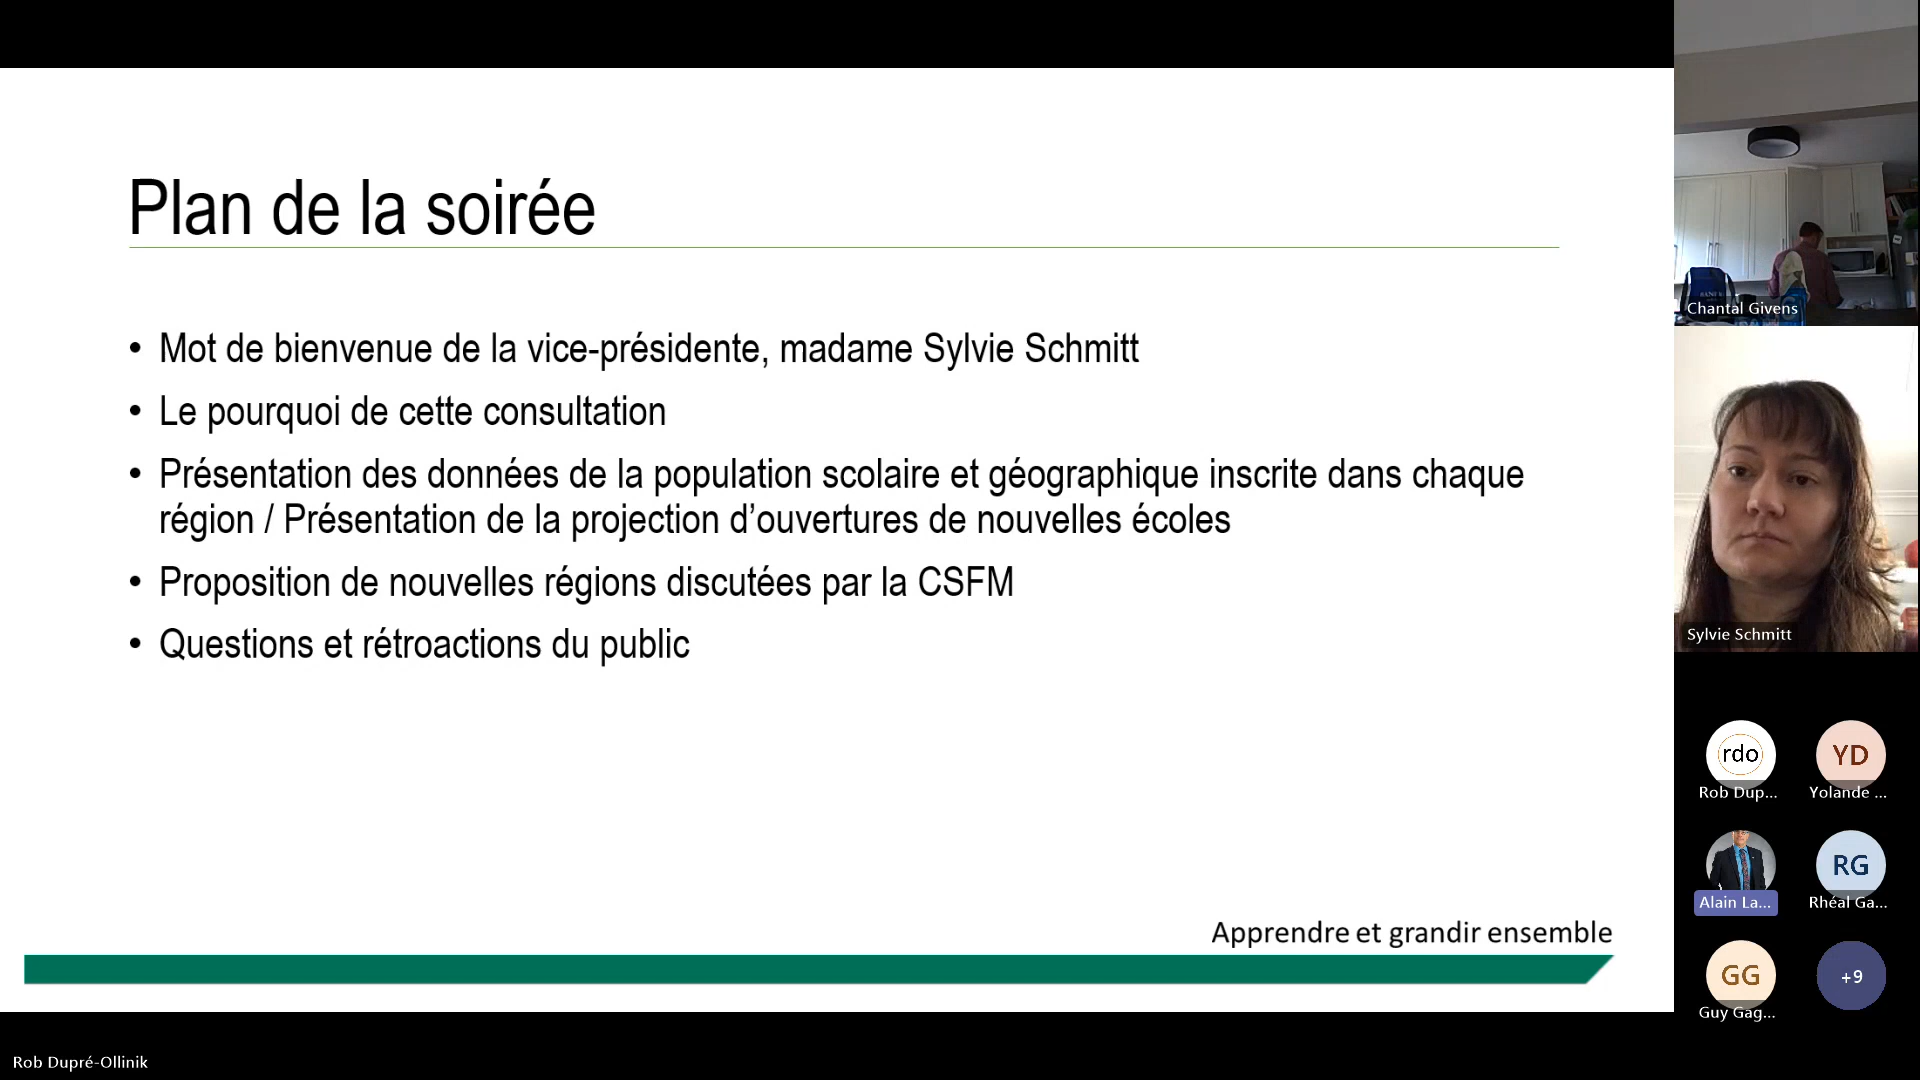 Plan de la soirée
• Mot de bienvenue de la vice-présidente, madame Sylvie Schmitt
• Le pourquoi de cette consultation
• Présentation des données de la population scolaire et géographique inscrite dans chaque
région / Présentation de la projection d’ouvertures de nouvelles écoles
• Proposition de nouvelles régions discutées par la CSFM
• Questions et rétroactions du public
Apprendre et grandir ensemble
Rob Dupré-Ollinik
Chantal Givens
Sylvie Schmitt
rdo
Rob Dup...
YD
Yolande ...
Alain La...
RG
Rhéal Ga...
GG
Guy Gag...
+9